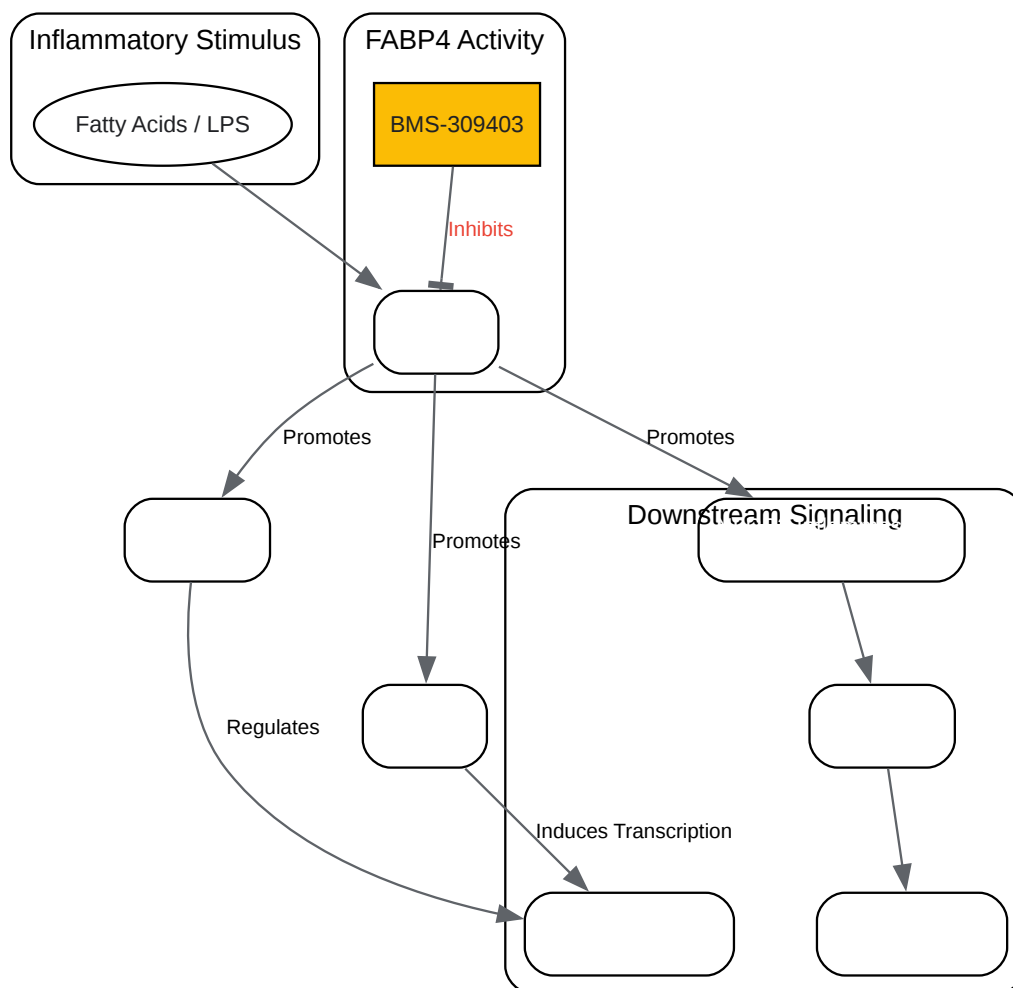 Inflammatory Stimulus
FABP4 Activity
Fatty Acids / LPS
BMS-309403
Inhibits
Promotes
Promotes
Downstream Signaling
Promotes
Regulates
Induces Transcription